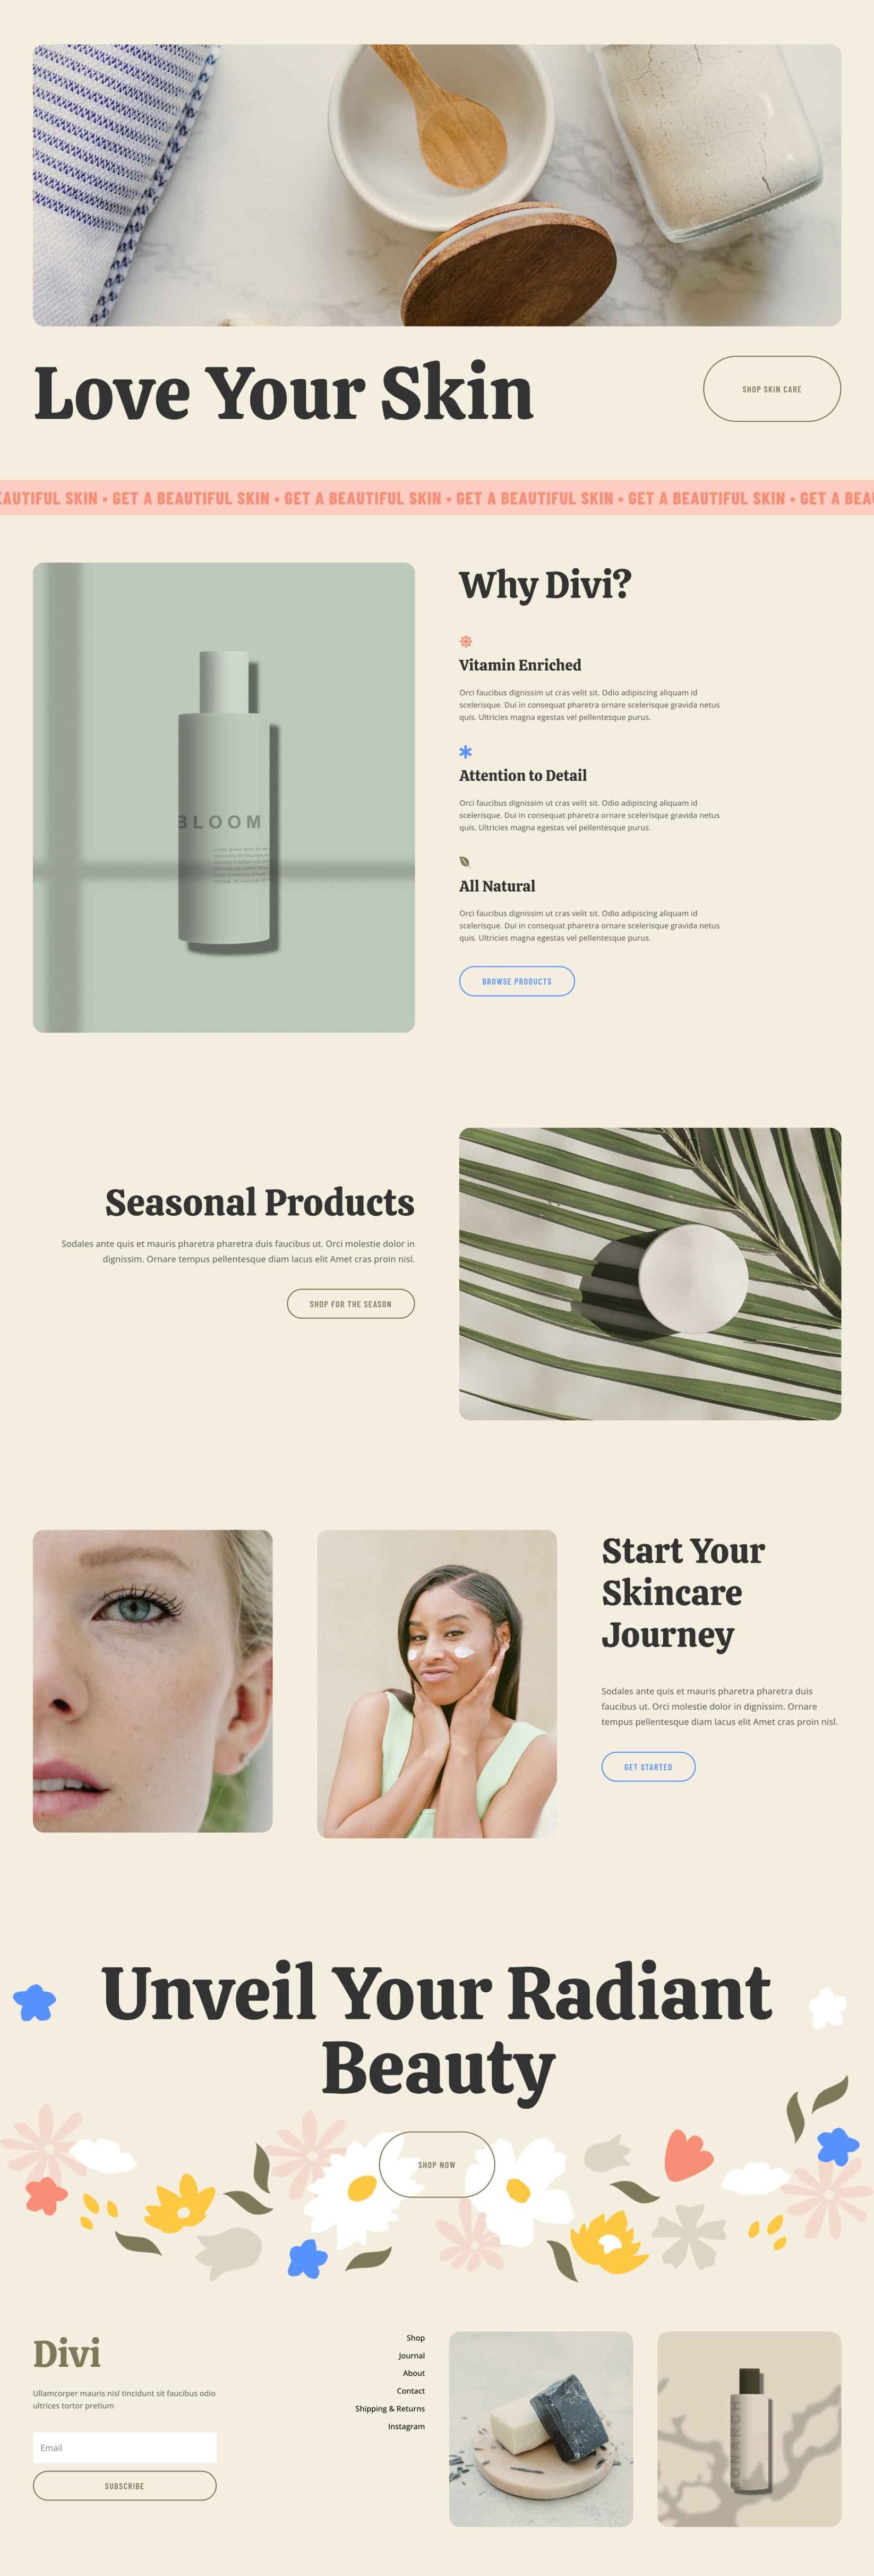 Love Your Skin
SHOP SKIN CARE
EAUTIFUL SKIN • GET A BEAUTIFUL SKIN • GET A BEAUTIFUL SKIN • GET A BEAUTIFUL SKIN • GET A BEAUTIFUL SKIN • GET A BEAU
BLOOM
Why Divi?
Vitamin Enriched
Orci faucibus dignissim ut cras velit sit. Odio adipiscing aliquam id
scelerisque. Dui in consequat pharetra ornare scelerisque gravida netus
quis. Ultricies magna egestas vel pellentesque purus.
Attention to Detail
Orci faucibus dignissim ut cras velit sit. Odio adipiscing aliquam id
scelerisque. Dui in consequat pharetra ornare scelerisque gravida netus
quis. Ultricies magna egestas vel pellentesque purus.
All Natural
Orci faucibus dignissim ut cras velit sit. Odio adipiscing aliquam id
scelerisque. Dui in consequat pharetra ornare scelerisque gravida netus
quis. Ultricies magna egestas vel pellentesque purus.
BROWSE PRODUCTS
Seasonal Products
Sodales ante quis et mauris pharetra pharetra duis faucibus ut. Orci molestie dolor in
dignissim. Ornare tempus pellentesque diam lacus elit Amet cras proin nisl.
SHOP FOR THE SEASON
Start Your
Skincare
Journey
Sodales ante quis et mauris pharetra pharetra duis
faucibus ut. Orci molestie dolor in dignissim. Ornare
tempus pellentesque diam lacus elit Amet cras proin nisl.
GET STARTED
Unveil Your Radiant
Beauty
SHOP NOW
Divi
Ullamcorper mauris nisl tincidunt sit faucibus odio
ultrices tortor pretium
Email
SUBSCRIBE
Shop
Journal
About
Contact
Shipping & Returns
Instagram
ONARCH